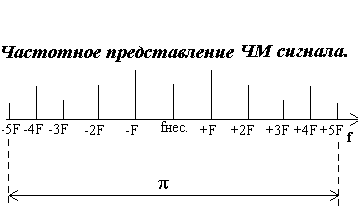 Частотное представление ЧМ сигнала.
-5F -4F -3F -2F -F fнес. +F +2F +3F +4F +5F f
π